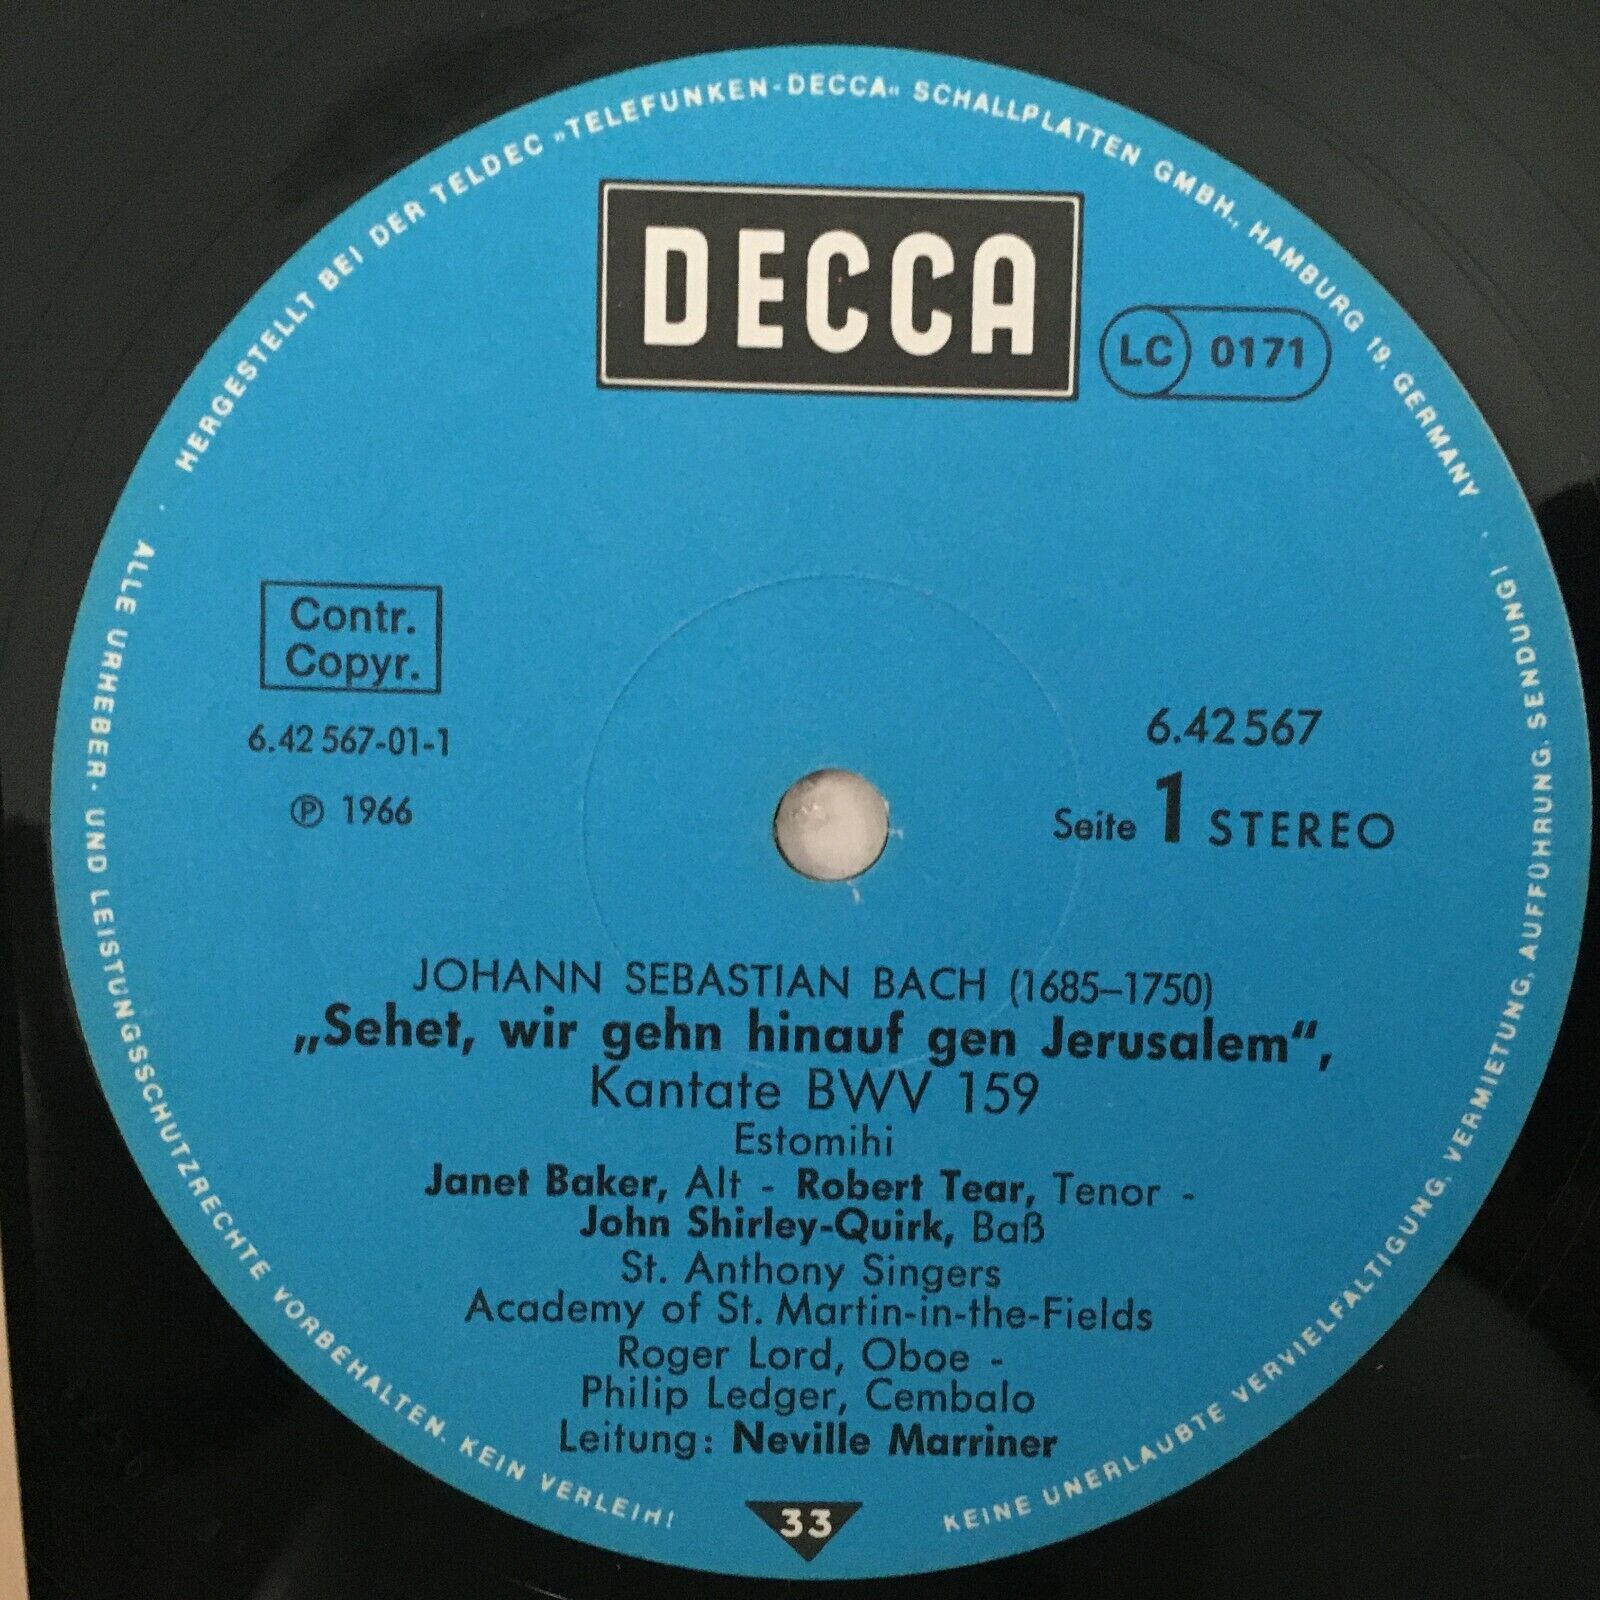 HERGESTELLT BEI DER TELDEC »TELEFUNKEN-DECCA« SCHALLPLATTEN GMBH., HAMBURG 19, GERMANY
DECCA
LC 0171
Contr.
Copyr.
6.42 567-01-1
Ⓟ 1966
6.42567
Seite 1 STEREO
JOHANN SEBASTIAN BACH (1685–1750)
„Sehet, wir gehn hinauf gen Jerusalem“,
Kantate BWV 159
Estomihi
Janet Baker, Alt - Robert Tear, Tenor -
John Shirley-Quirk, Baß
St. Anthony Singers
Academy of St. Martin-in-the-Fields
Roger Lord, Oboe -
Philip Ledger, Cembalo
Leitung: Neville Marriner
33
ALLE URHEBER- UND LEISTUNGSSCHUTZRECHTE VORBEHALTEN. KEIN VERLEIH!
KEINE UNERLAUBTE VERVIELFÄLTIGUNG, VERMIETUNG, AUFFÜHRUNG, SENDUNG!